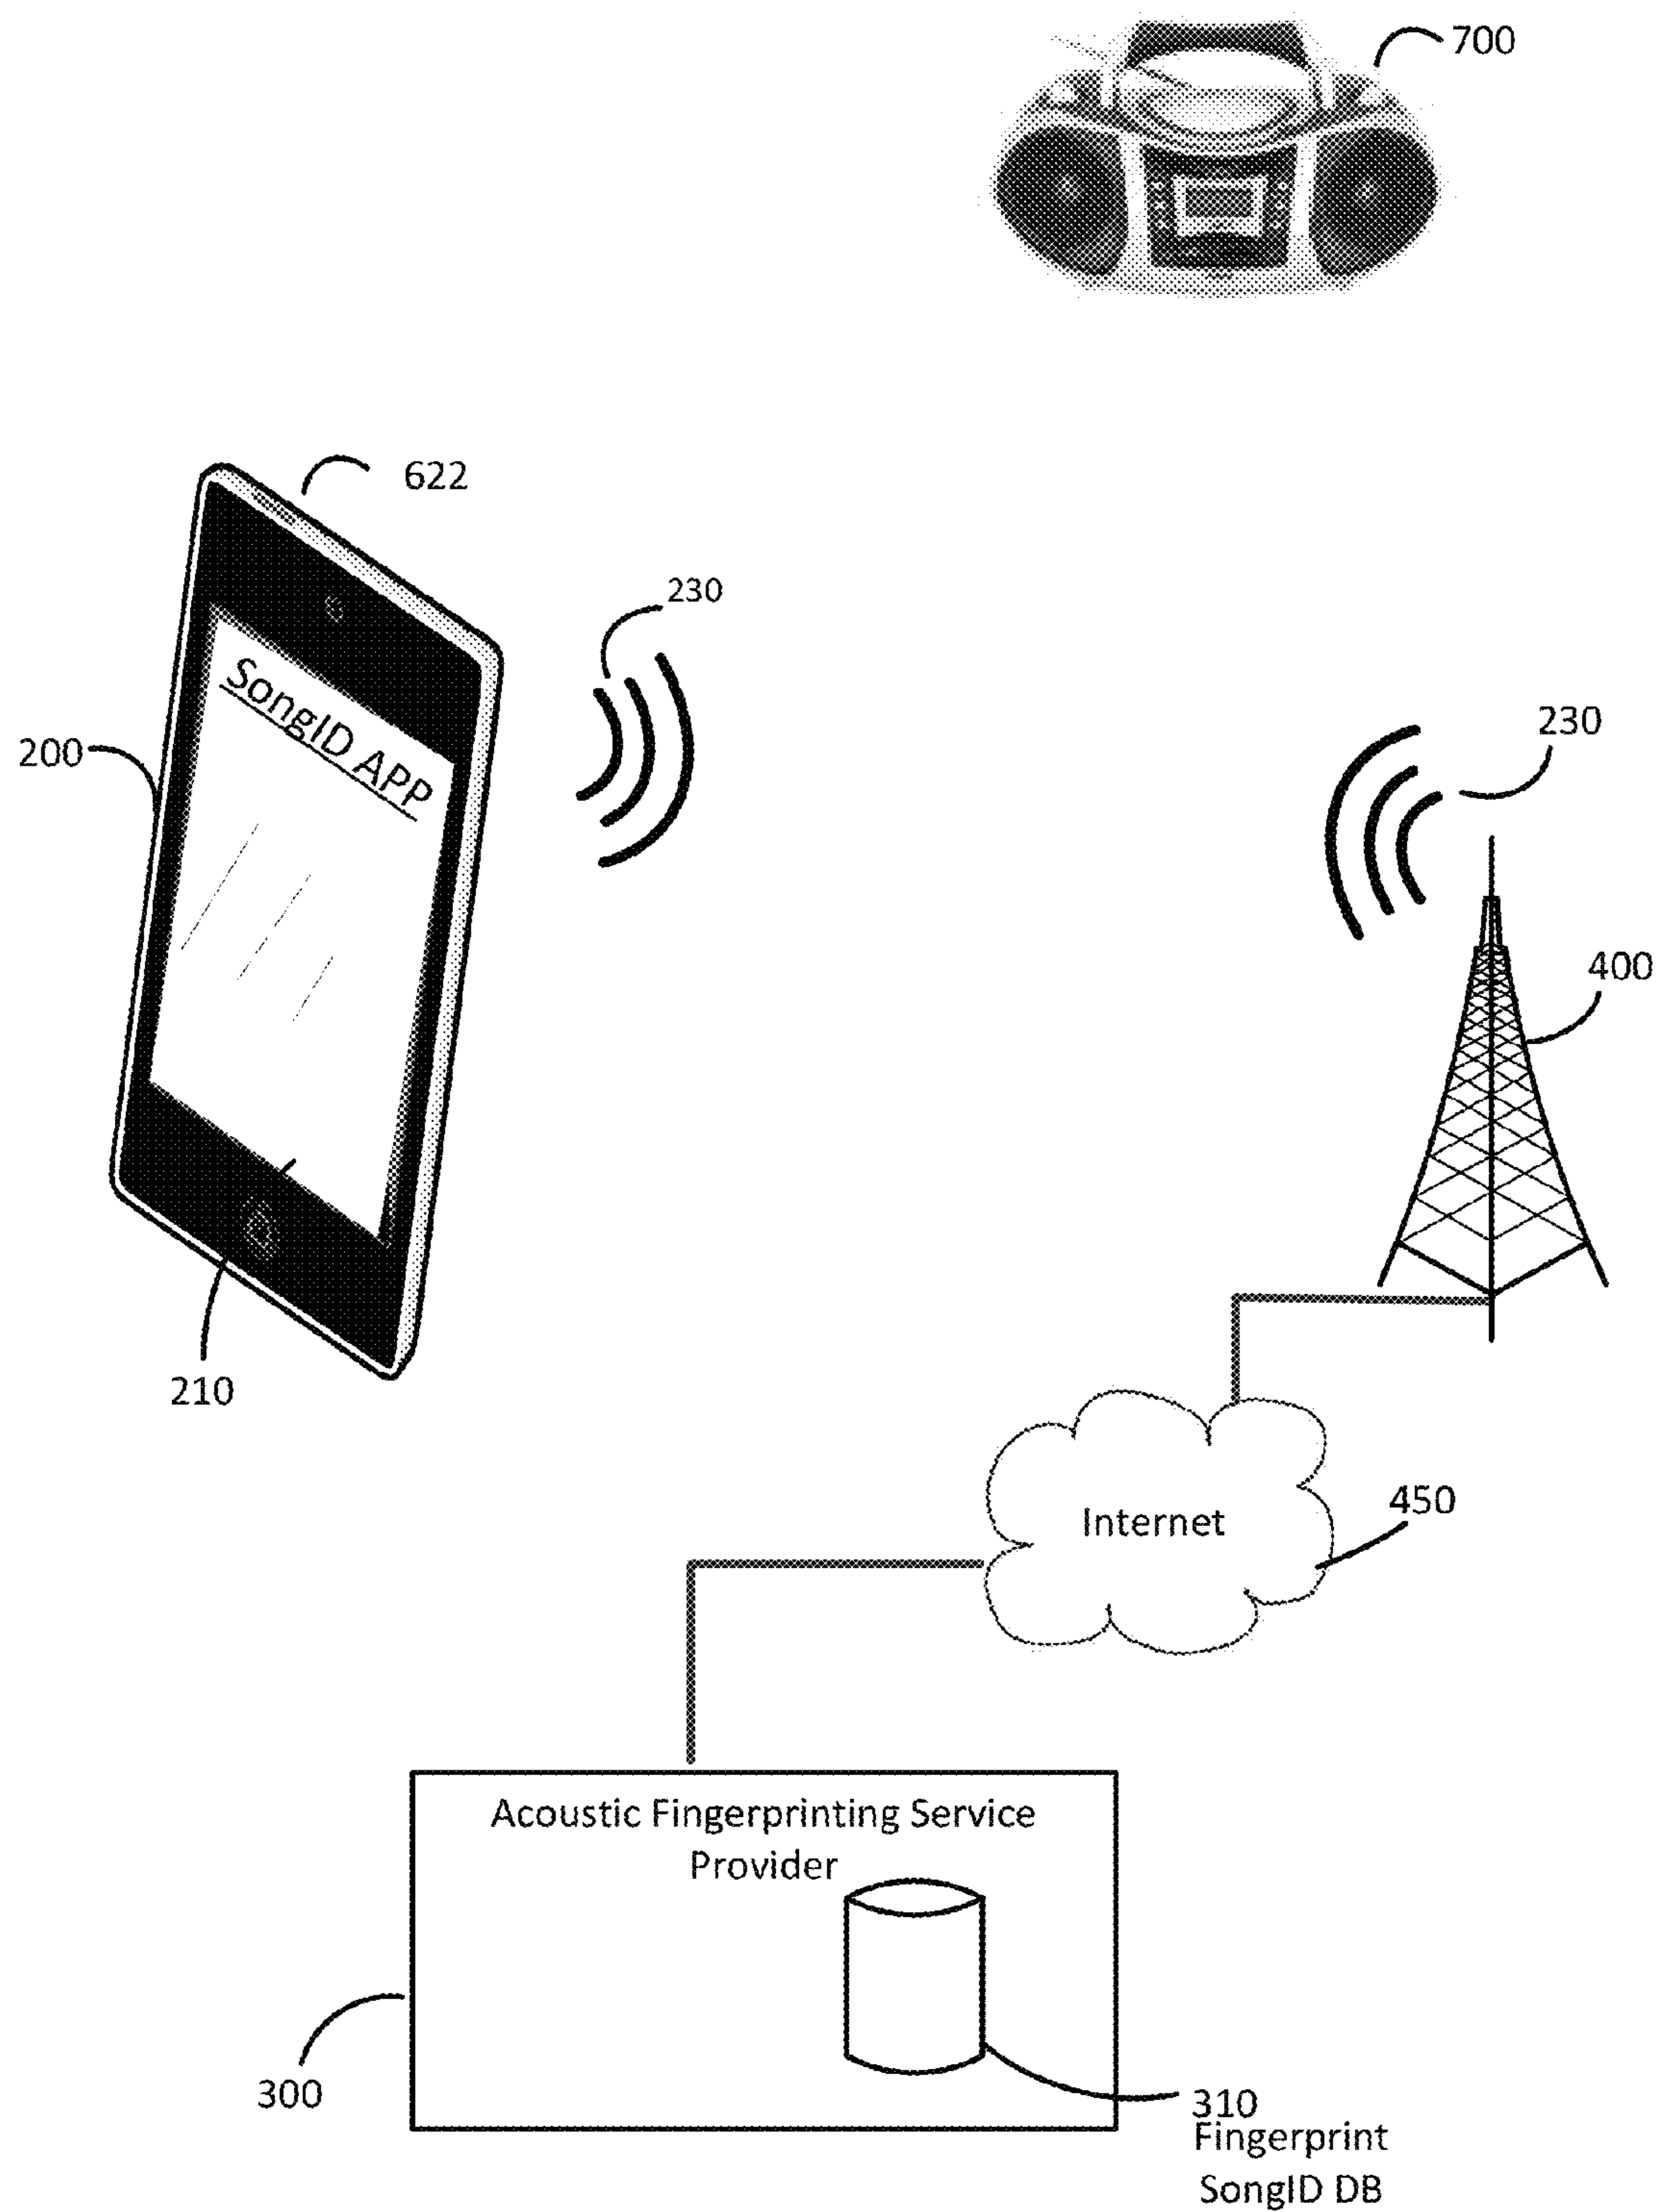 700
622
230
SongID APP
200
230
400
210
Internet
450
Acoustic Fingerprinting Service
Provider
300
310
Fingerprint
SongID DB